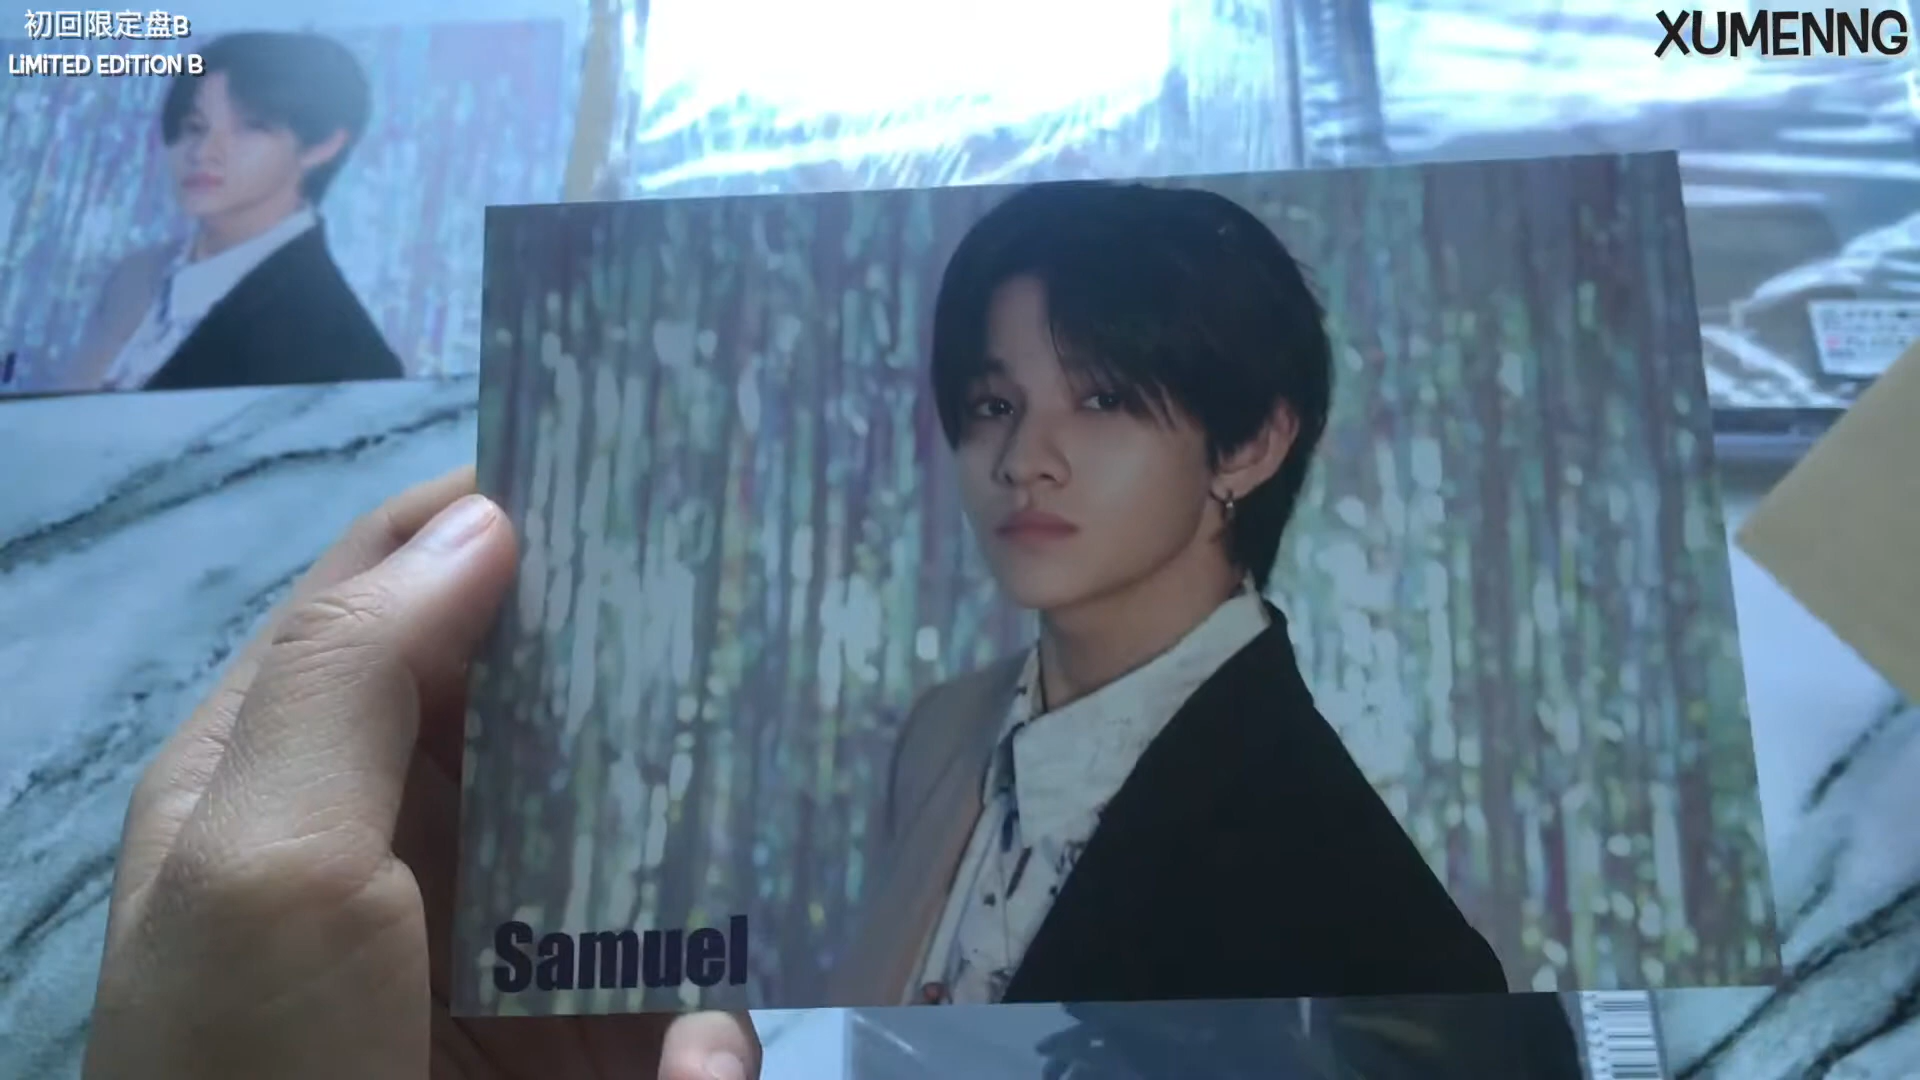 初回限定盘B
LIMITED EDITION B
XUMENNG
Samuel